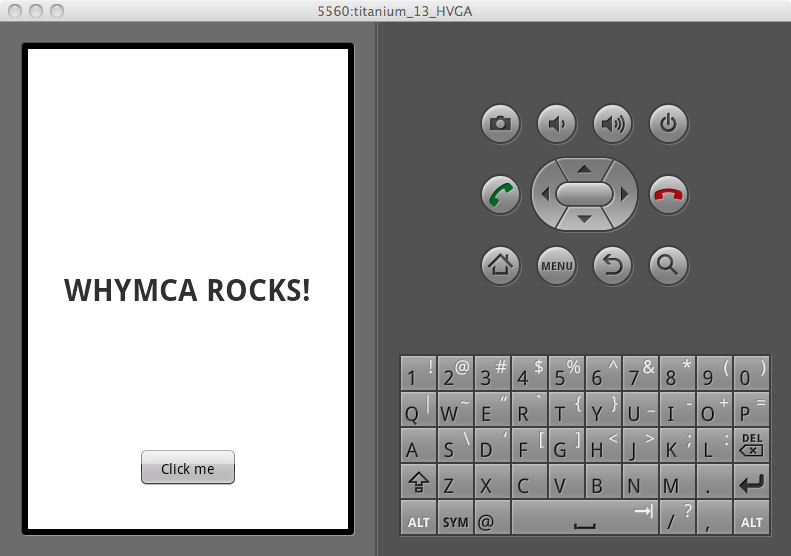 5560:titanium_13_HVGA
WHYMCA ROCKS!
Click me
MENU
1 ! 2 @ 3 # 4 $ 5 % 6 ^ 7 & 8 * 9 ( 0 )
Q | W ~ E “ R ` T { Y } U _ I - O + P =
A S \ D ‘ F [ G ] H < J > K ; L : DEL
Z X C V B N M .
ALT SYM @ / ? , ALT